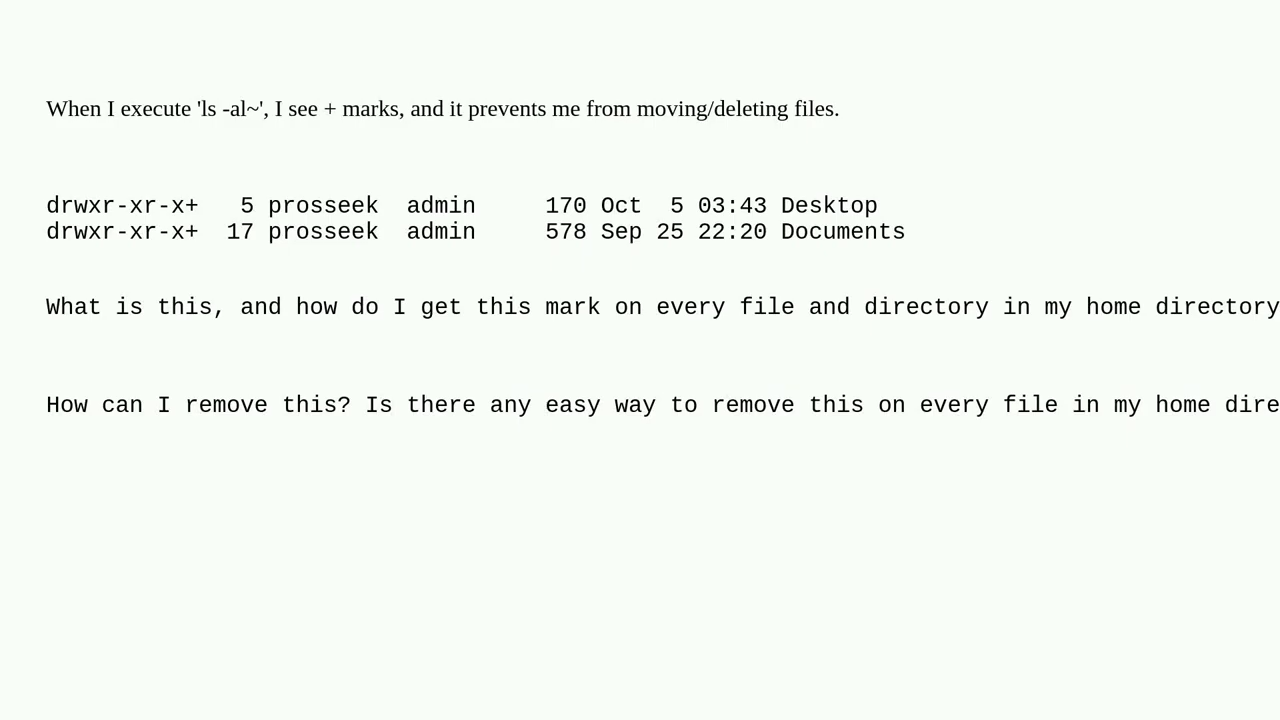 When I execute 'ls -al~', I see + marks, and it prevents me from moving/deleting files.
drwxr-xr-x+   5 prosseek  admin     170 Oct  5 03:43 Desktop
drwxr-xr-x+  17 prosseek  admin     578 Sep 25 22:20 Documents
What is this, and how do I get this mark on every file and directory in my home directory
How can I remove this? Is there any easy way to remove this on every file in my home